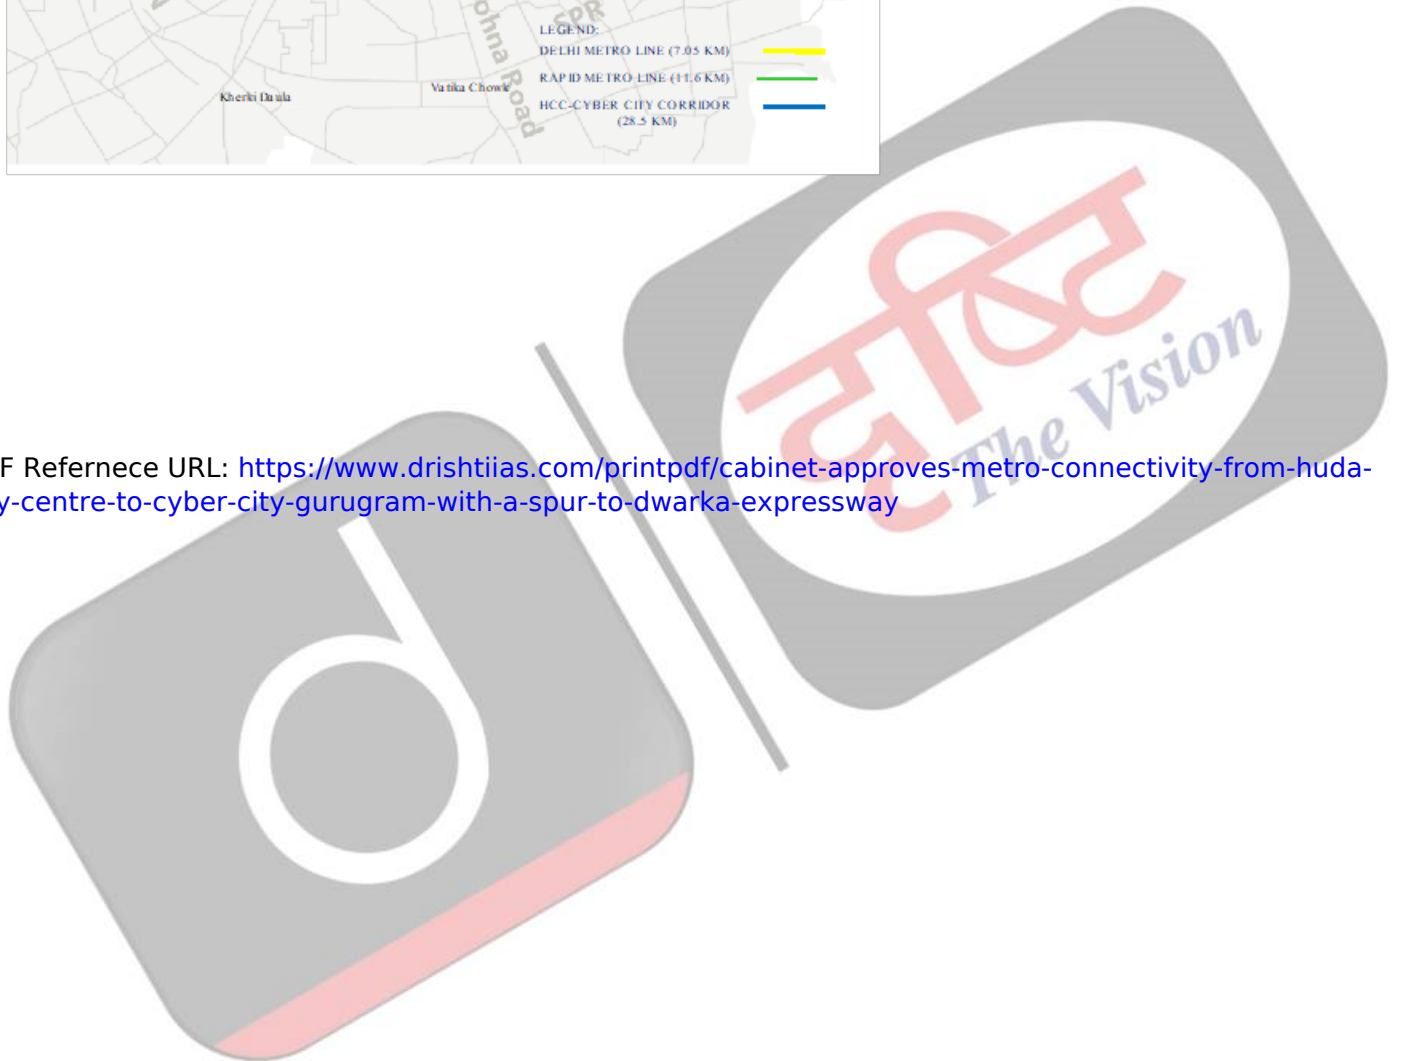 SPR
ohna Road
LEGEND:
DELHI METRO LINE (7.05 KM)
RAPID METRO LINE (11.6 KM)
HCC-CYBER CITY CORRIDOR
(28.5 KM)
Kherki Daula
Vatika Chowk
F Refernece URL: https://www.drishtiias.com/printpdf/cabinet-approves-metro-connectivity-from-huda-
y-centre-to-cyber-city-gurugram-with-a-spur-to-dwarka-expressway
दृष्टि
The Vision
d